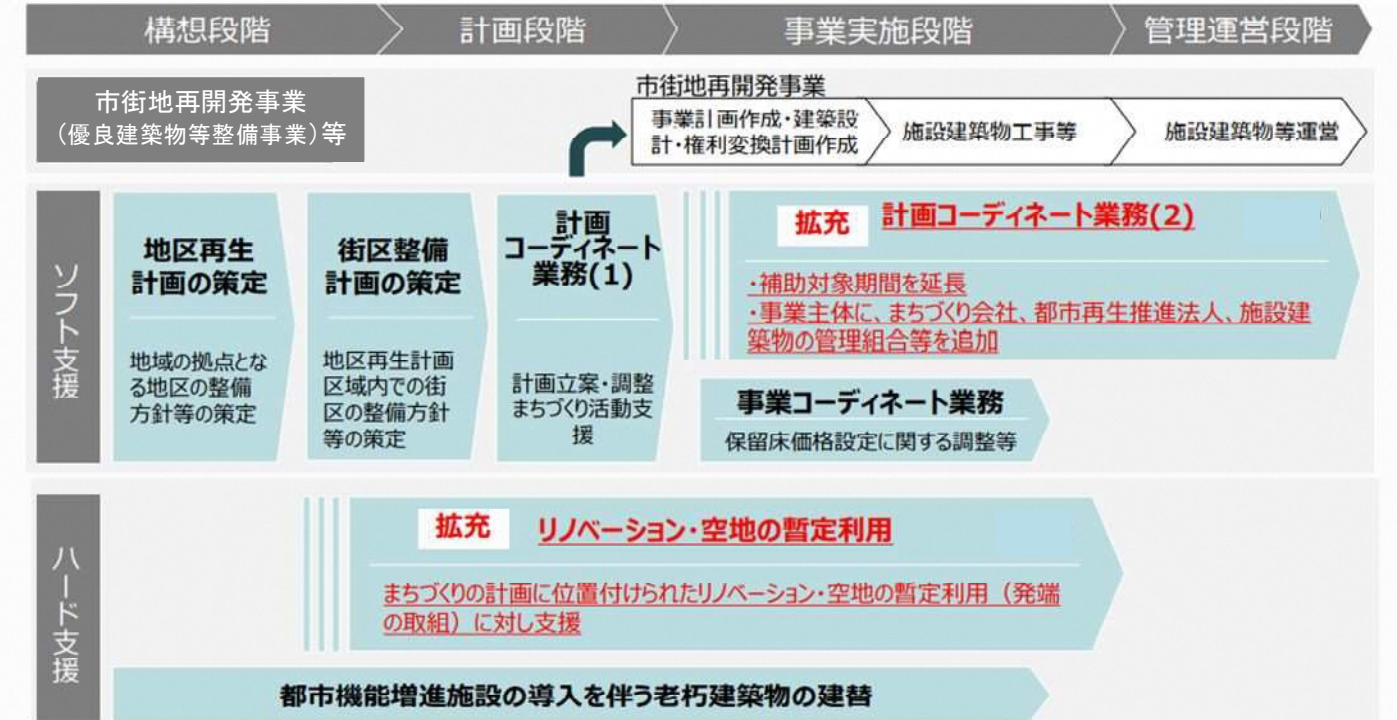 構想段階
計画段階
事業実施段階
管理運営段階
市街地再開発事業
（優良建築物等整備事業）等
市街地再開発事業
事業計画作成・建築設
計・権利変換計画作成
施設建築物工事等
施設建築物等運営
ソフト支援
地区再生
計画の策定
地域の拠点とな
る地区の整備
方針等の策定
街区整備
計画の策定
地区再生計画
区域内での街
区の整備方針
等の策定
計画
コーディネート
業務(1)
計画立案・調整
まちづくり活動支
援
拡充
計画コーディネート業務(2)
・補助対象期間を延長
・事業主体に、まちづくり会社、都市再生推進法人、施設建
築物の管理組合等を追加
事業コーディネート業務
保留床価格設定に関する調整等
ハード支援
拡充
リノベーション・空地の暫定利用
まちづくりの計画に位置付けられたリノベーション・空地の暫定利用（発端
の取組）に対し支援
都市機能増進施設の導入を伴う老朽建築物の建替